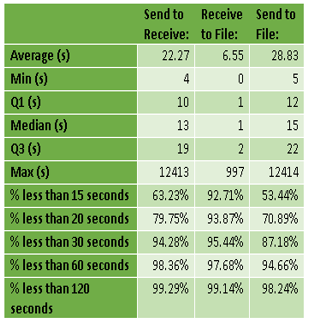 Send to Receive: Receive to File: Send to File:
Average (s) 22.27 6.55 28.83
Min (s) 4 0 5
Q1 (s) 10 1 12
Median (s) 13 1 15
Q3 (s) 19 2 22
Max (s) 12413 997 12414
% less than 15 seconds 63.23% 92.71% 53.44%
% less than 20 seconds 79.75% 93.87% 70.89%
% less than 30 seconds 94.28% 95.44% 87.18%
% less than 60 seconds 98.36% 97.68% 94.66%
% less than 120 seconds 99.29% 99.14% 98.24%